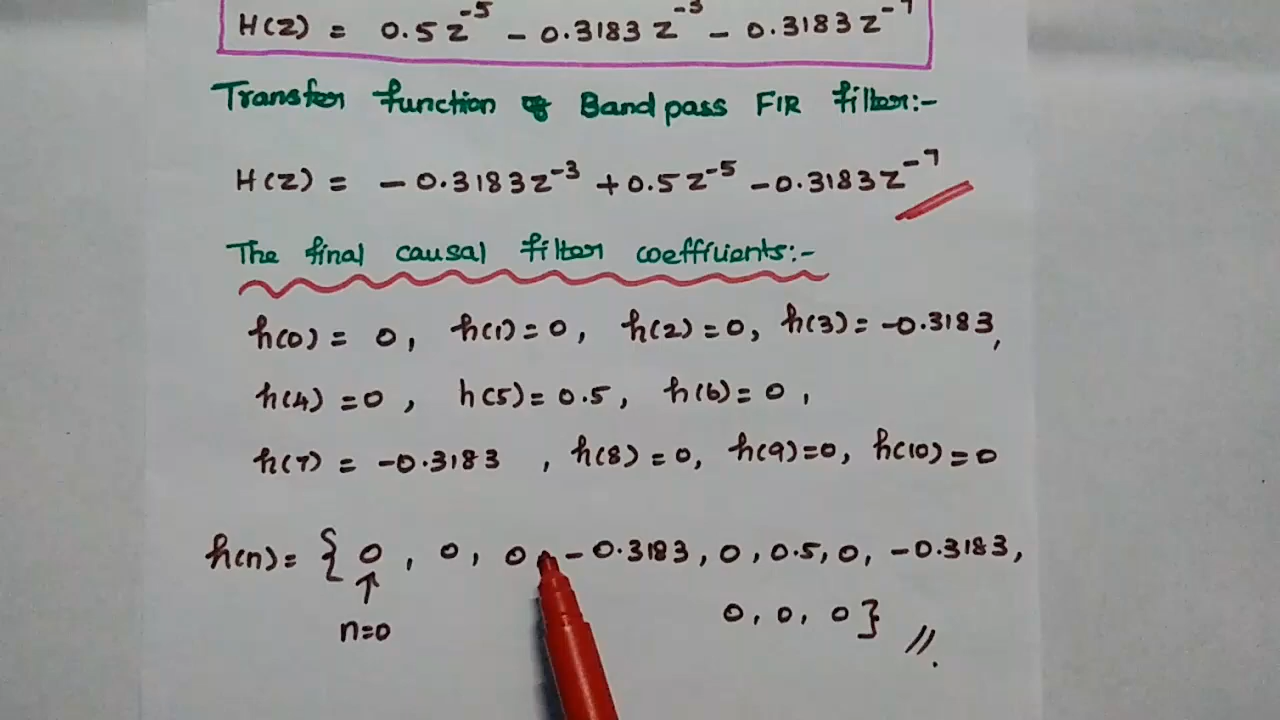 H(z) = 0.5z⁻⁵ - 0.3183z⁻³ - 0.3183z⁻⁷
Transfer function of Band pass FIR filter:-
H(z) = -0.3183z⁻³ +0.5z⁻⁵ -0.3183z⁻⁷
The final causal filter coefficients:-
h(0) = 0, h(1)=0, h(2)=0, h(3)= -0.3183,
h(4) =0, h(5)= 0.5, h(6)= 0,
h(7) = -0.3183, h(8)=0, h(9)=0, h(10)=0
h(n)= { 0, 0, 0, -0.3183, 0, 0.5, 0, -0.3183,
0, 0, 0} //.
↑
n=0